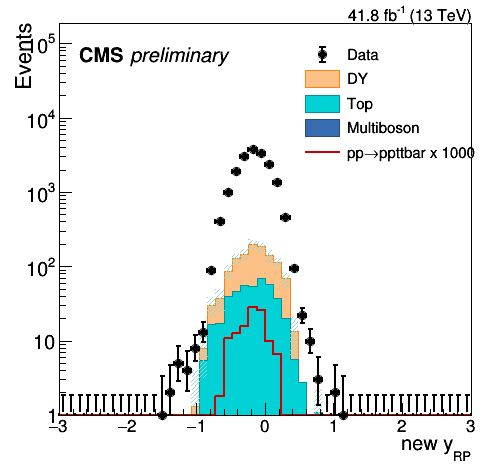 41.8 fb⁻¹ (13 TeV)
Events
CMS preliminary
Data
DY
Top
Multiboson
pp→ppttbar x 1000
10⁵
10⁴
10³
10²
10
1
−3 −2 −1 0 1 2 3
new y_RP